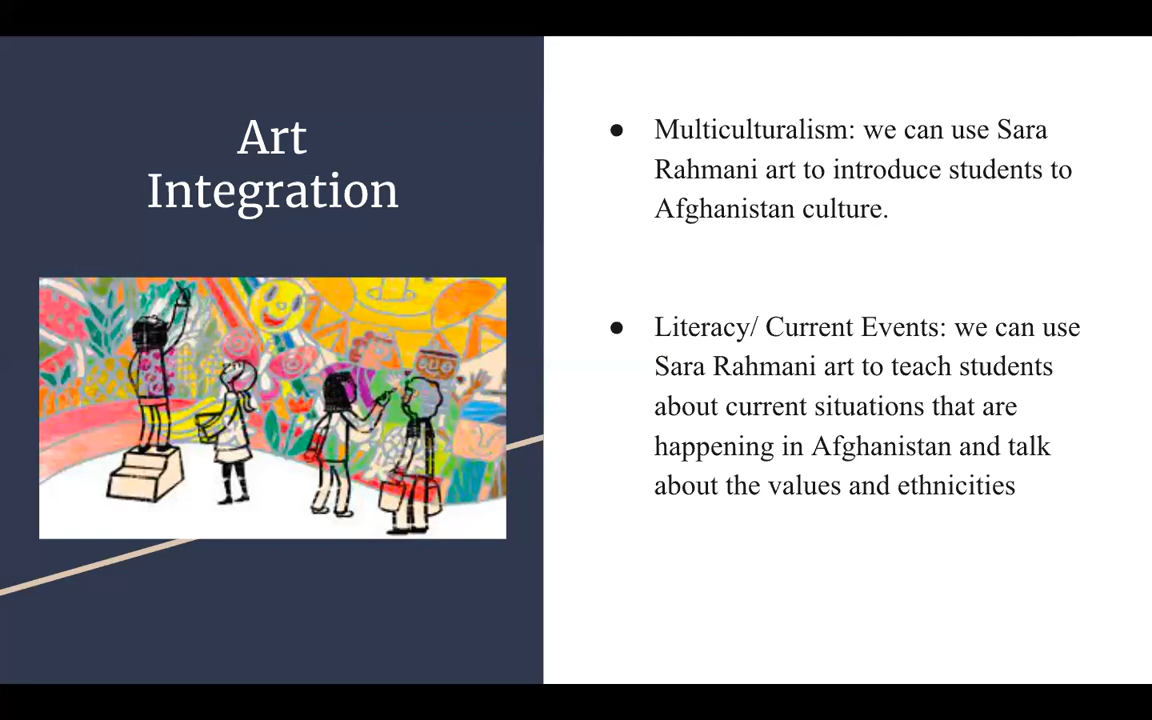 Art
Integration
● Multiculturalism: we can use Sara
Rahmani art to introduce students to
Afghanistan culture.
● Literacy/ Current Events: we can use
Sara Rahmani art to teach students
about current situations that are
happening in Afghanistan and talk
about the values and ethnicities